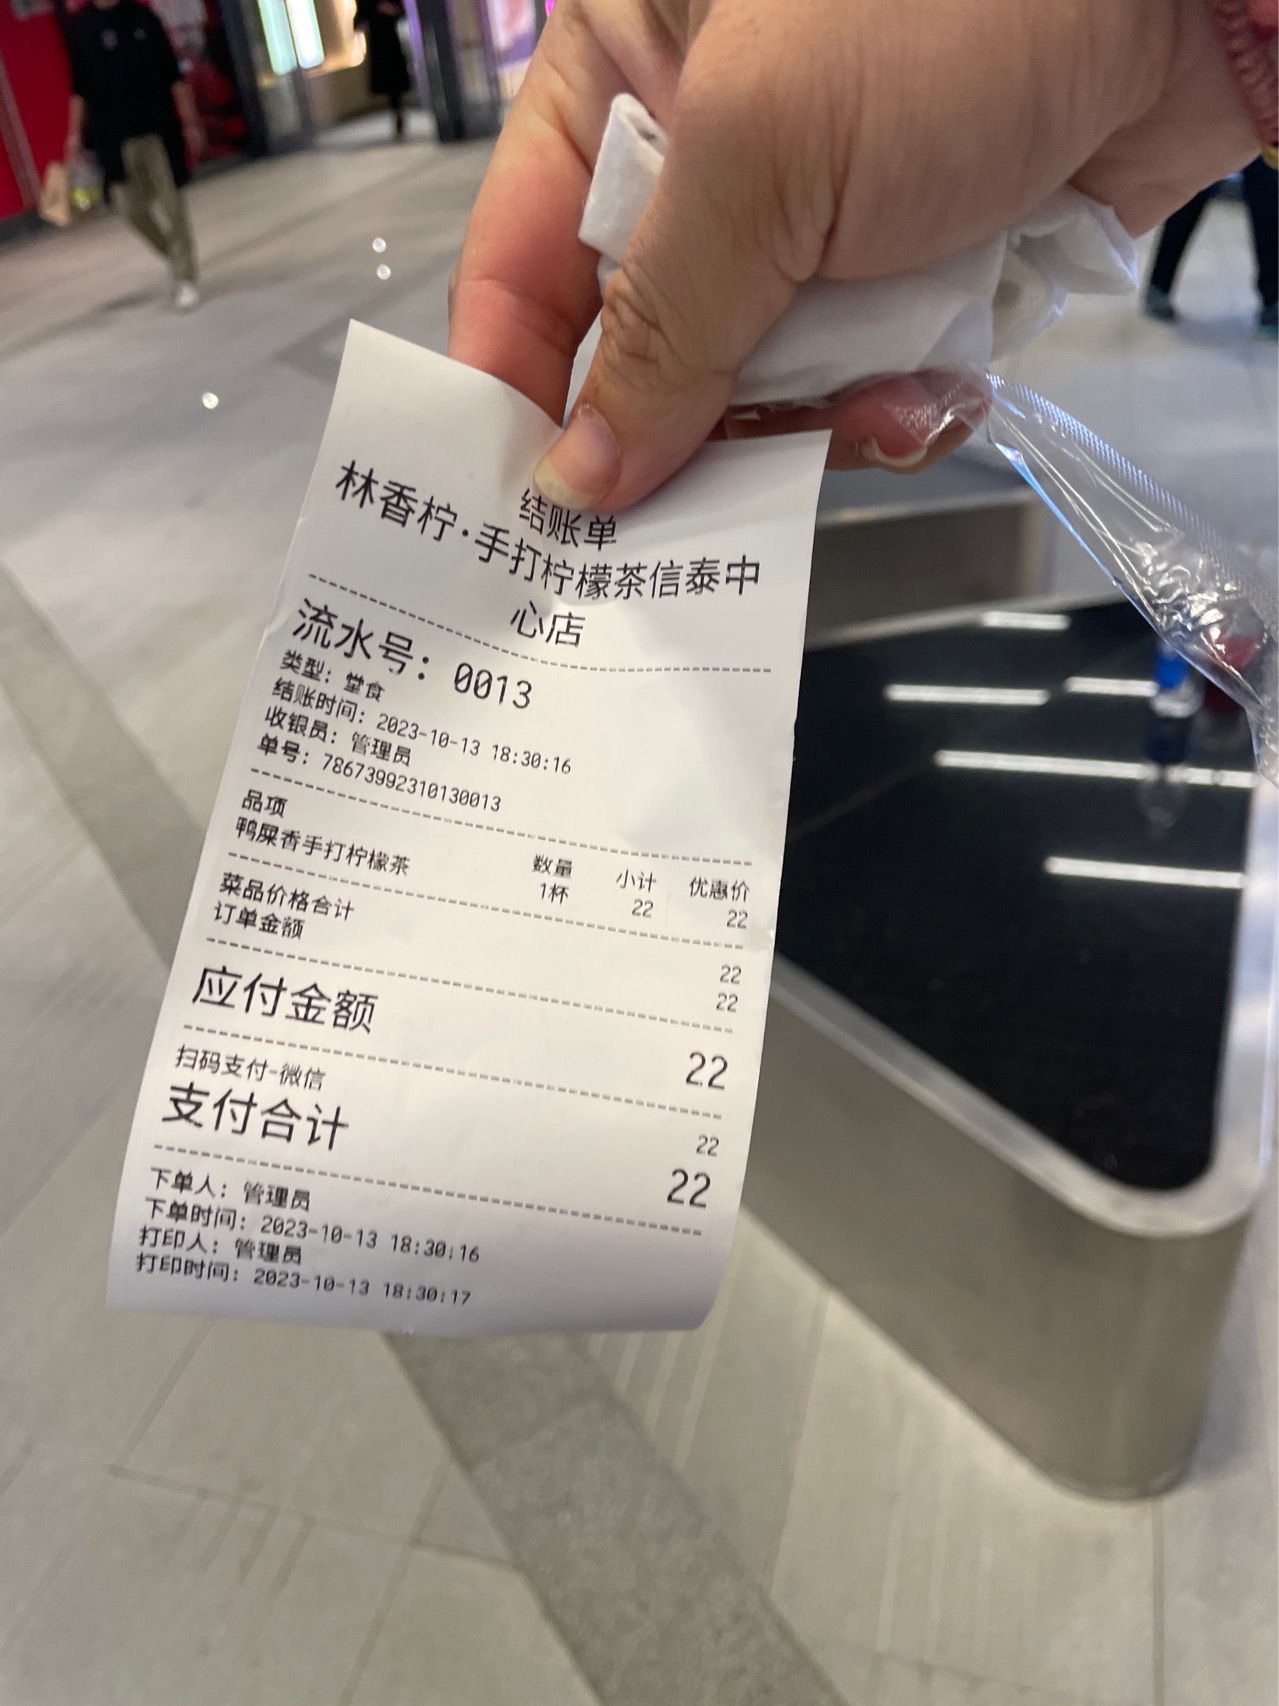 结账单
林香柠·手打柠檬茶信泰中
心店
流水号：0013
类型：堂食
结账时间：2023-10-13 18:30:16
收银员：管理员
单号：78673992310130013
品项 数量 小计 优惠价
鸭屎香手打柠檬茶 1杯 22 22
菜品价格合计 22
订单金额 22
应付金额 22
扫码支付-微信 22
支付合计 22
下单人：管理员
下单时间：2023-10-13 18:30:16
打印人：管理员
打印时间：2023-10-13 18:30:17